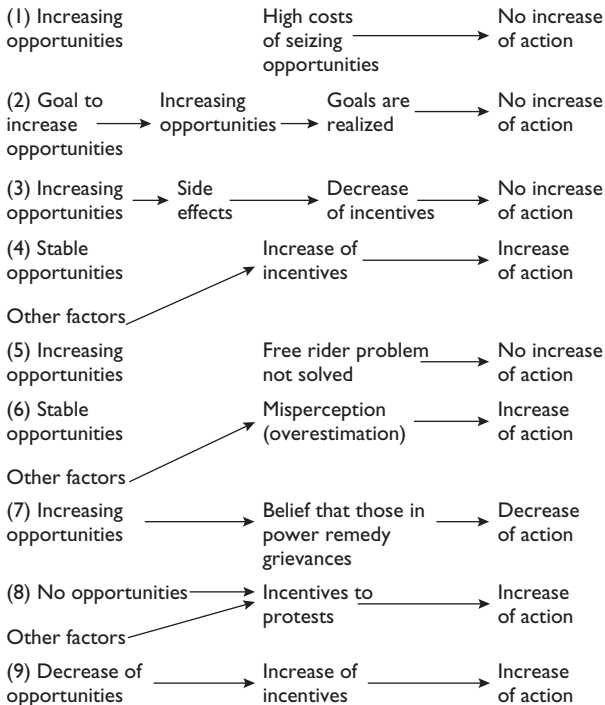 (1) Increasing High costs No increase
opportunities of seizing of action
opportunities
(2) Goal to Increasing Goals are No increase
increase opportunities realized of action
opportunities
(3) Increasing Side Decrease No increase
opportunities effects of incentives of action
(4) Stable Increase of Increase
opportunities incentives of action
Other factors
(5) Increasing Free rider problem No increase
opportunities not solved of action
(6) Stable Misperception Increase
opportunities (overestimation) of action
Other factors
(7) Increasing Belief that those in Decrease
opportunities power remedy of action
grievances
(8) No opportunities Incentives to Increase
protests of action
Other factors
(9) Decrease of Increase of Increase
opportunities incentives of action